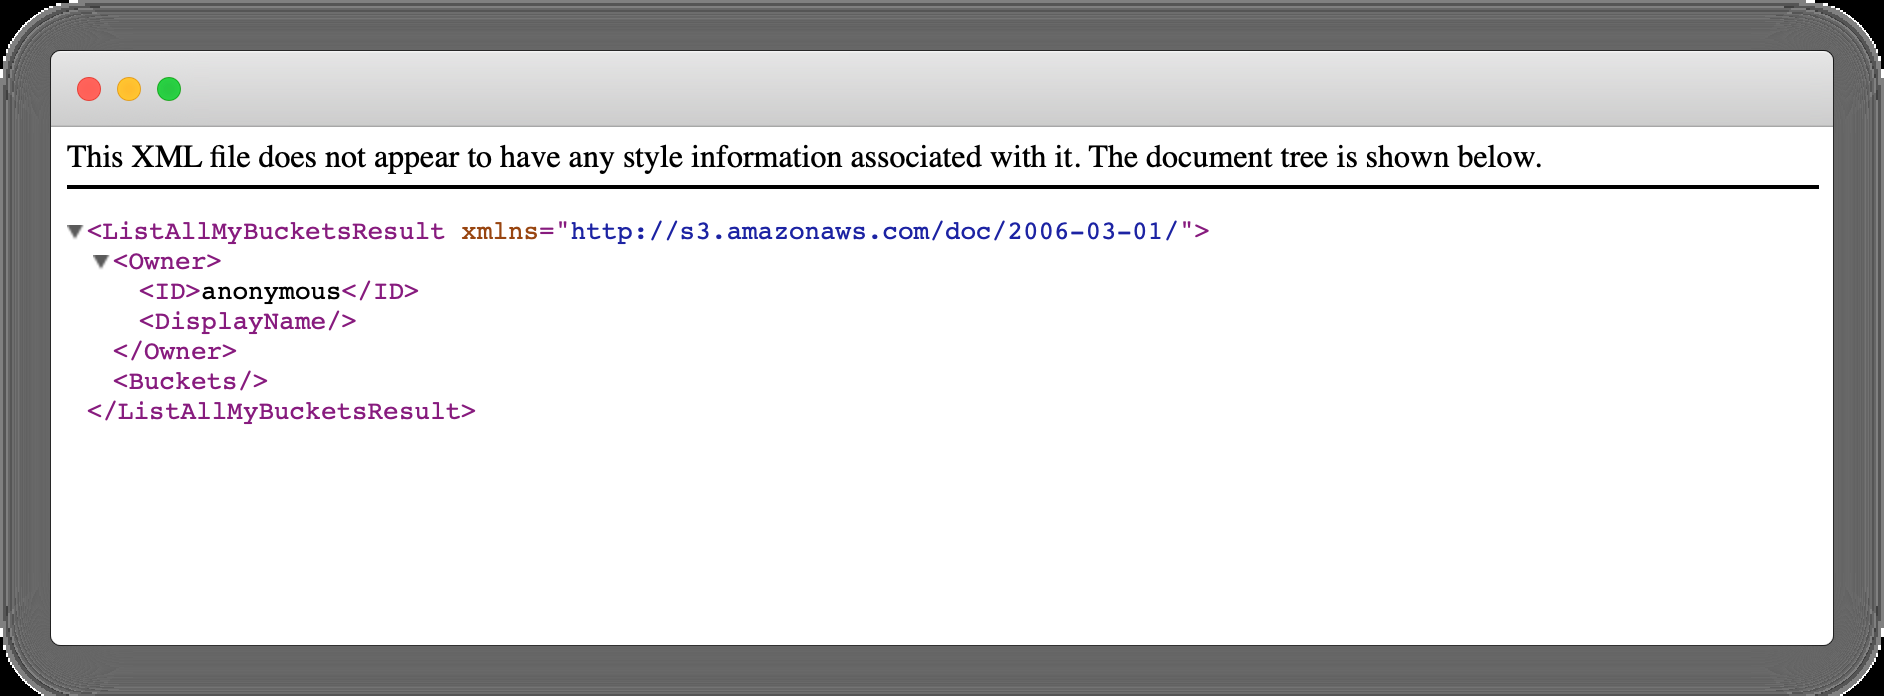 This XML file does not appear to have any style information associated with it. The document tree is shown below.
▼<ListAllMyBucketsResult xmlns="http://s3.amazonaws.com/doc/2006-03-01/">
▼<Owner>
<ID>anonymous</ID>
<DisplayName/>
</Owner>
<Buckets/>
</ListAllMyBucketsResult>